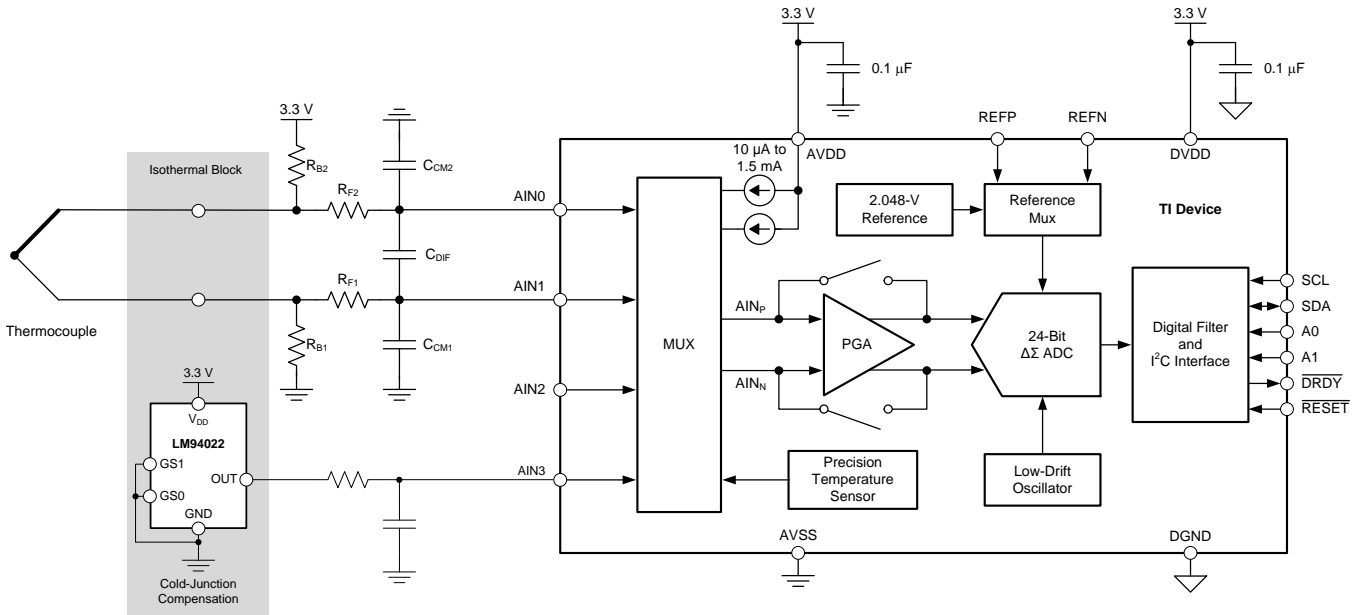 3.3 V
3.3 V
0.1 μF
0.1 μF
3.3 V
REFP
REFN
Isothermal Block
R_B2
C_CM2
10 μA to
1.5 mA
AVDD
DVDD
R_F2
AIN0
2.048-V
Reference
Reference
Mux
TI Device
C_DIF
R_F1
AIN1
SCL
SDA
Thermocouple
AIN_P
24-Bit
ΔΣ ADC
Digital Filter
and
I²C Interface
A0
MUX
PGA
R_B1
C_CM1
A1
3.3 V
AIN2
AIN_N
DRDY
V_DD
RESET
LM94022
GS1
OUT
AIN3
Precision
Temperature
Sensor
Low-Drift
Oscillator
GS0
GND
AVSS
DGND
Cold-Junction
Compensation